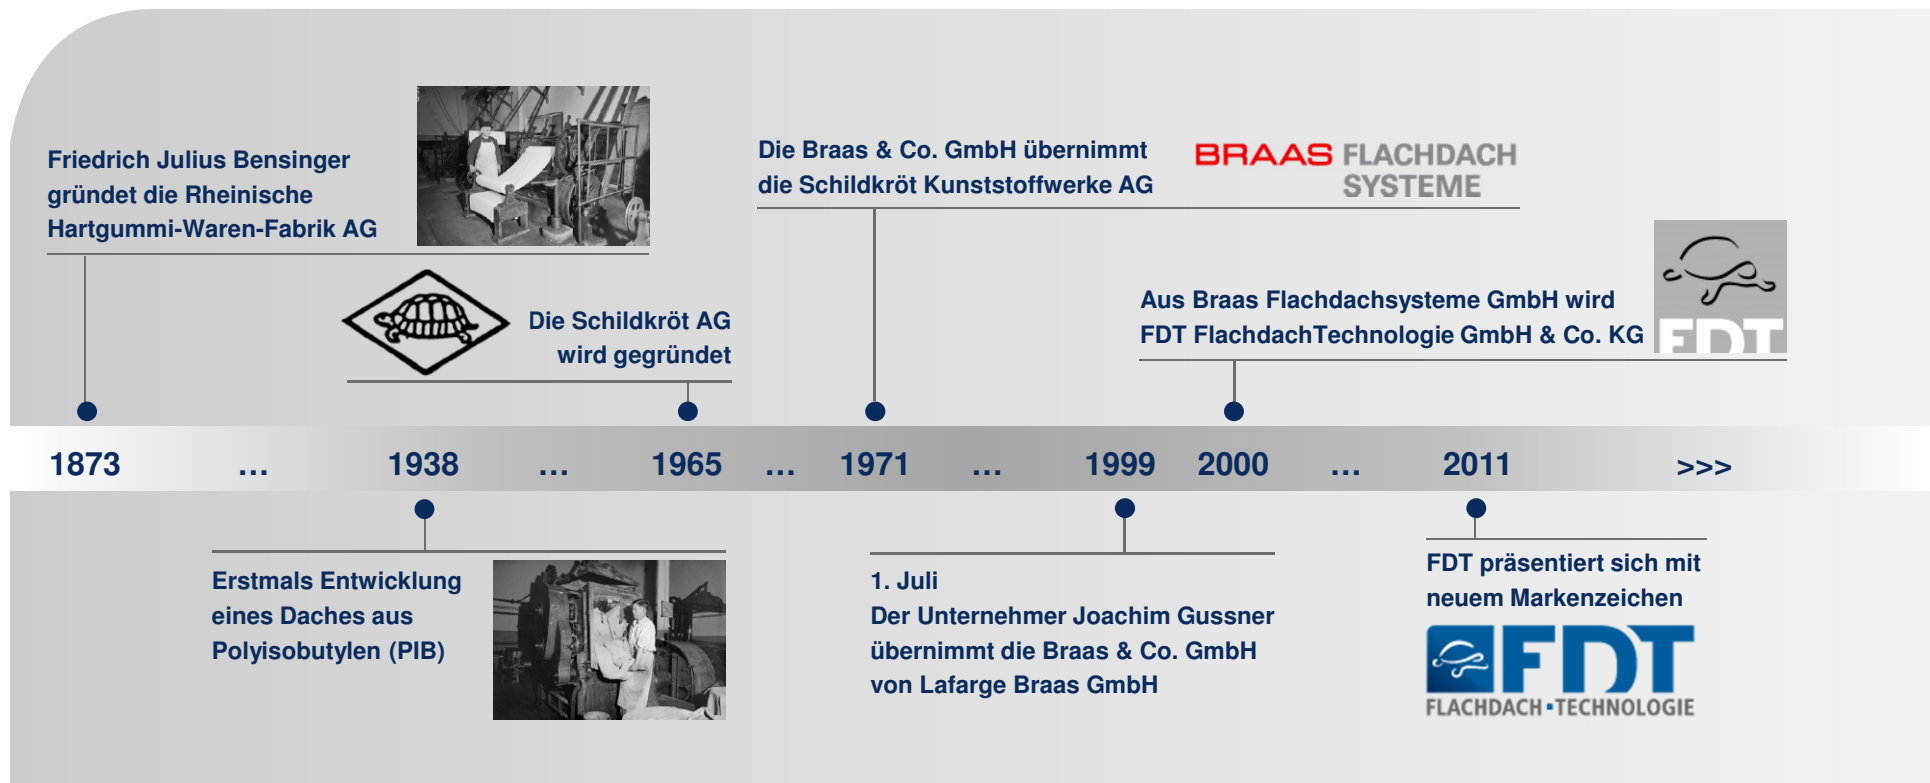 Friedrich Julius Bensinger
gründet die Rheinische
Hartgummi-Waren-Fabrik AG
Die Schildkröt AG
wird gegründet
Die Braas & Co. GmbH übernimmt
die Schildkröt Kunststoffwerke AG
BRAAS FLACHDACH
SYSTEME
Aus Braas Flachdachsysteme GmbH wird
FDT FlachdachTechnologie GmbH & Co. KG
FDT
1873 ... 1938 ... 1965 ... 1971 ... 1999 2000 ... 2011 >>>
Erstmals Entwicklung
eines Daches aus
Polyisobutylen (PIB)
1. Juli
Der Unternehmer Joachim Gussner
übernimmt die Braas & Co. GmbH
von Lafarge Braas GmbH
FDT präsentiert sich mit
neuem Markenzeichen
FDT
FLACHDACH▪TECHNOLOGIE